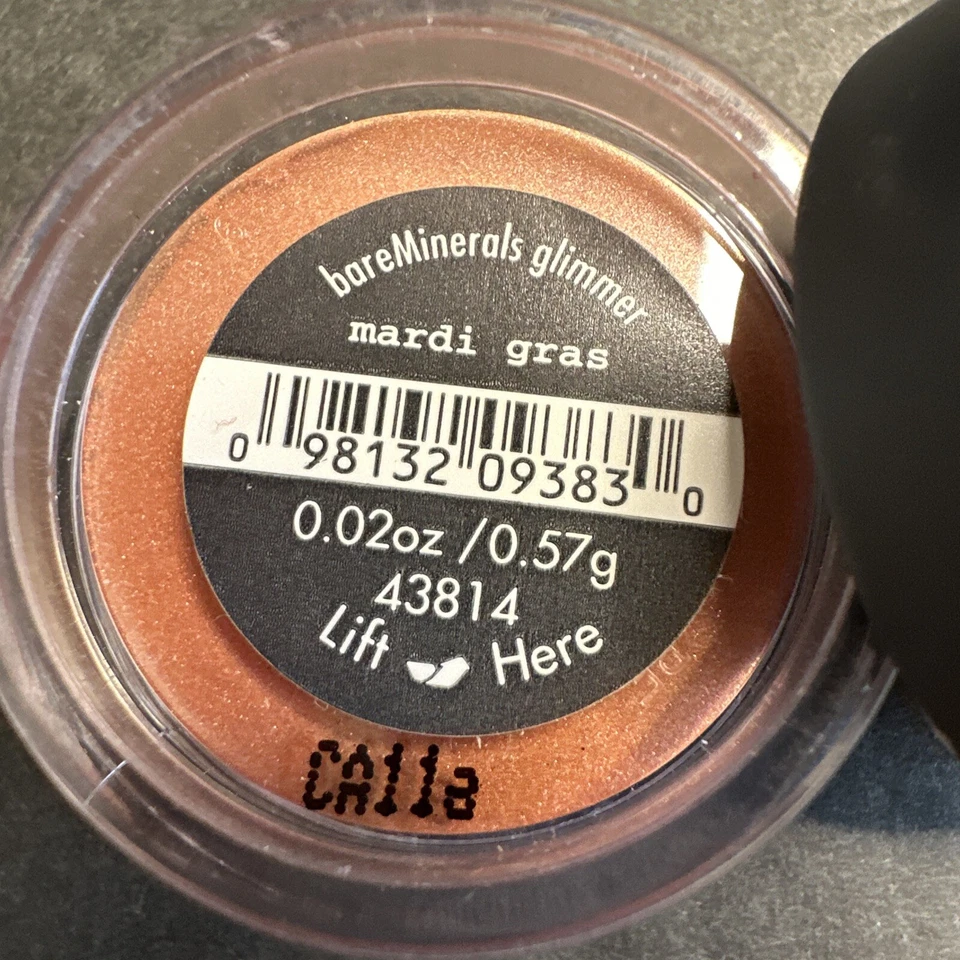 bareMinerals glimmer
mardi gras
0 98132 09383 0
0.02oz / 0.57g
43814
Lift Here
CA11a